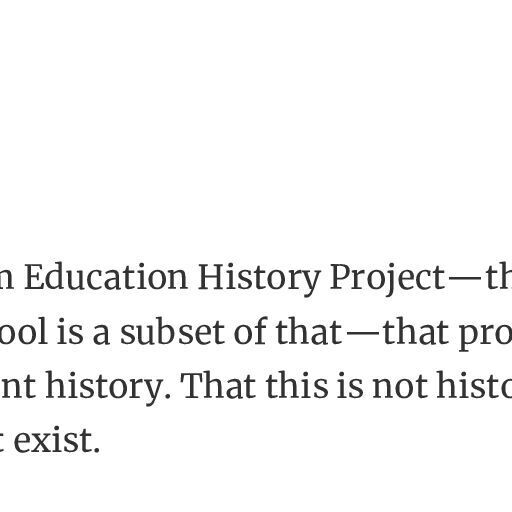 n Education History Project—th
ool is a subset of that—that pro
nt history. That this is not histo
t exist.